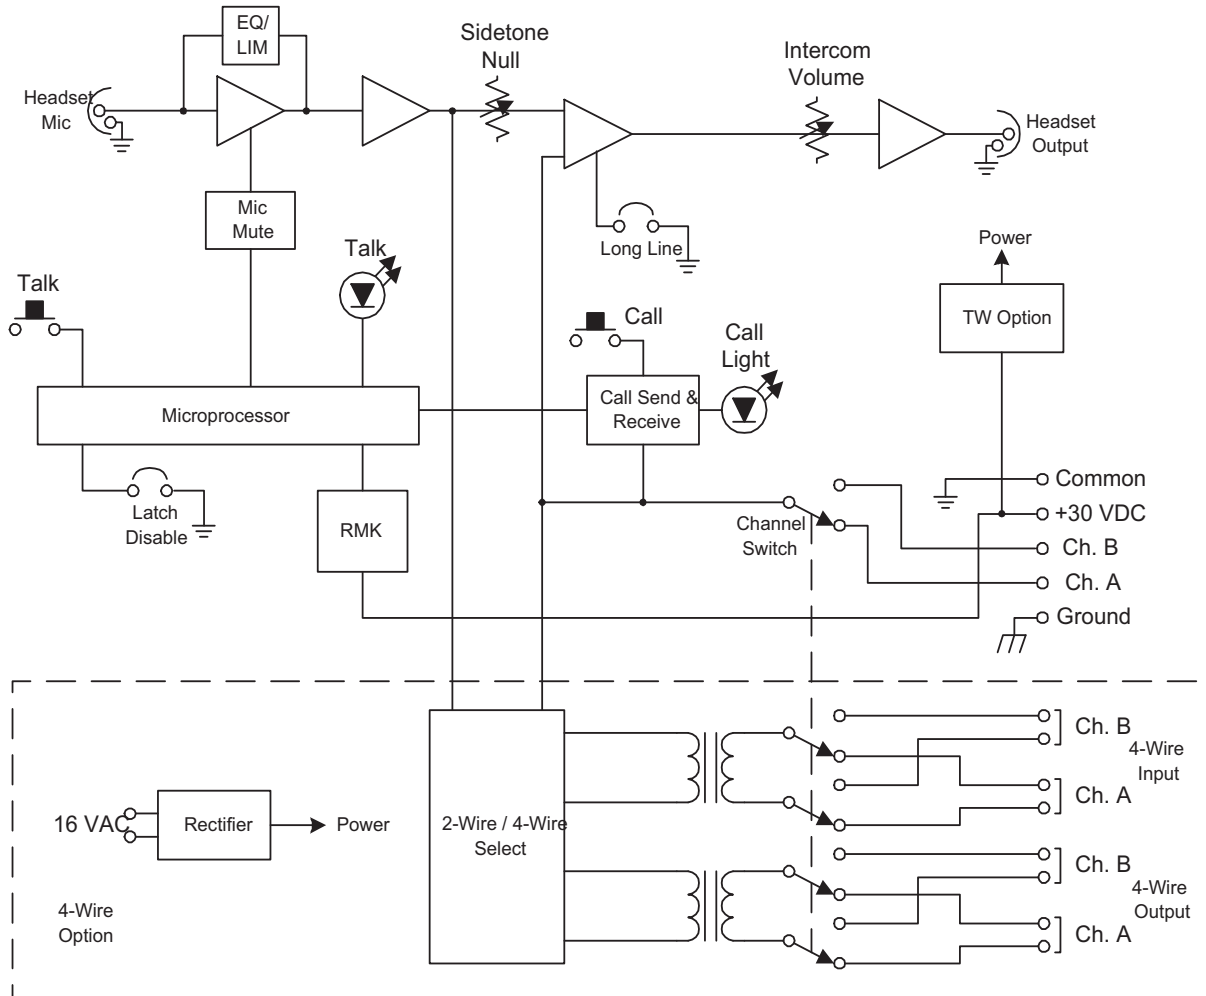 EQ/
LIM
Sidetone
Null
Intercom
Volume
Headset
Mic
Headset
Output
Mic
Mute
Long Line
Talk
Talk
Power
TW Option
Call
Call
Light
Microprocessor
Call Send &
Receive
Latch
Disable
RMK
Channel
Switch
Common
+30 VDC
Ch. B
Ch. A
Ground
Ch. B
4-Wire
Input
Ch. A
16 VAC
Rectifier
Power
2-Wire / 4-Wire
Select
Ch. B
4-Wire
Output
Ch. A
4-Wire
Option